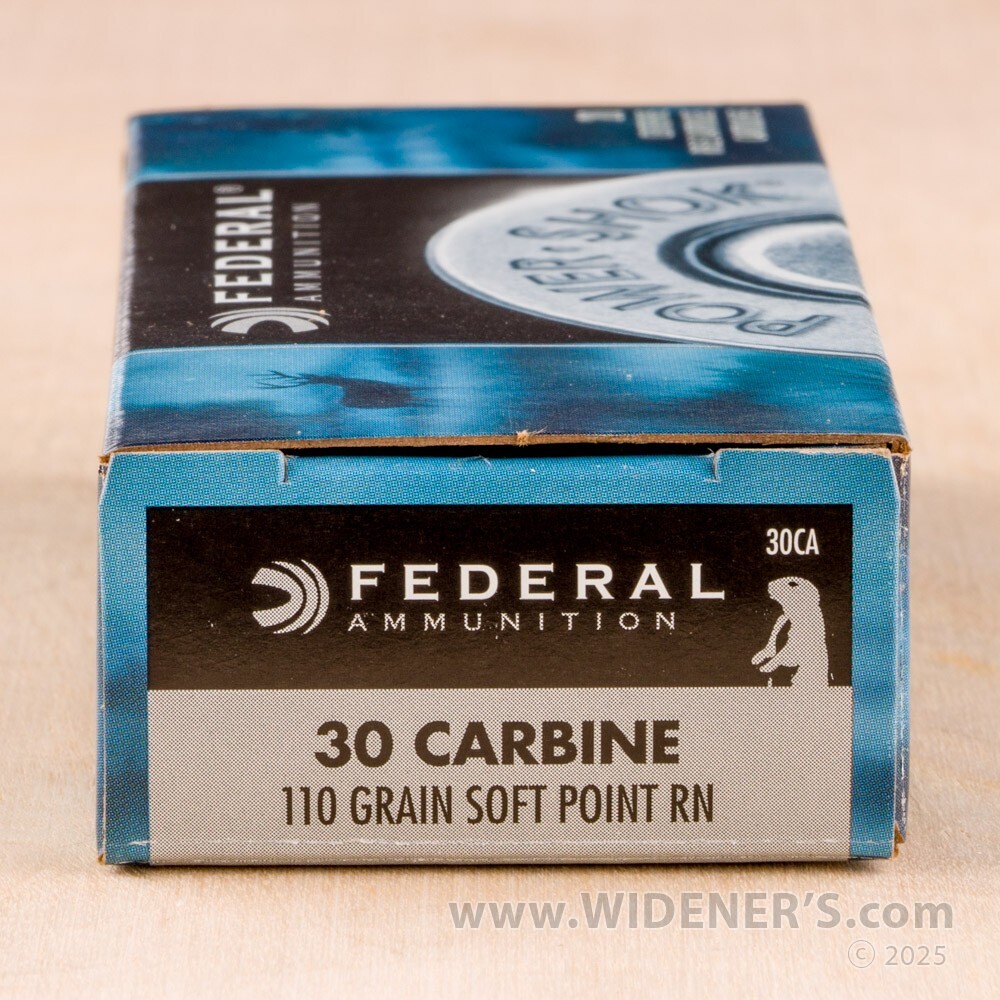 FEDERAL®
AMMUNITION
POWER·SHOK
FEDERAL
AMMUNITION
30CA
30 CARBINE
110 GRAIN SOFT POINT RN
www.WIDENER'S.com
© 2025